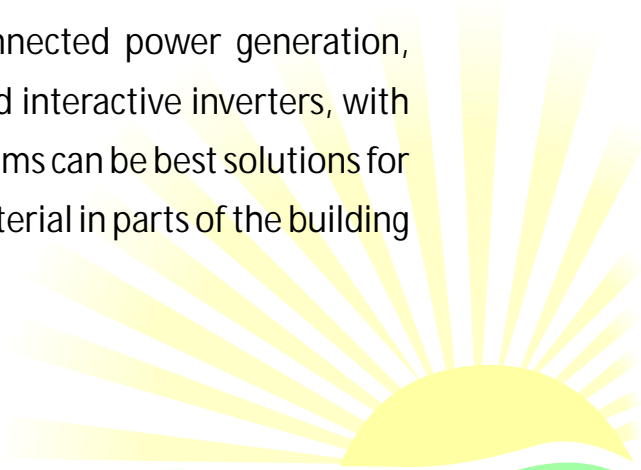 nnected power generation,
d interactive inverters, with
ms can be best solutions for
terial in parts of the building